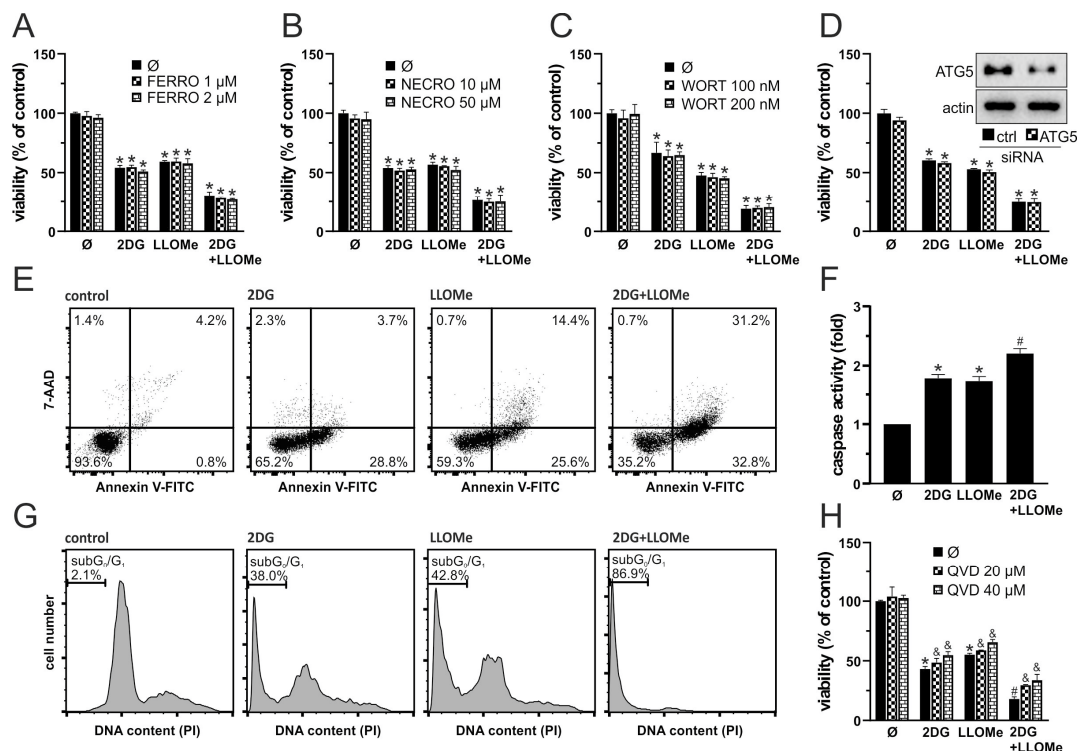 A
B
C
D
viability (% of control)
150
100
50
0
Ø
FERRO 1 µM
FERRO 2 µM
* * *
* * *
* * *
Ø 2DG LLOMe 2DG
+LLOMe
viability (% of control)
150
100
50
0
Ø
NECRO 10 µM
NECRO 50 µM
* * *
* * *
* * *
Ø 2DG LLOMe 2DG
+LLOMe
viability (% of control)
150
100
50
0
Ø
WORT 100 nM
WORT 200 nM
* * *
* * *
* * *
Ø 2DG LLOMe 2DG
+LLOMe
viability (% of control)
150
100
50
0
ATG5
actin
ctrl ATG5
siRNA
* *
* *
* *
Ø 2DG LLOMe 2DG
+LLOMe
E
control
1.4% 4.2%
93.6% 0.8%
7-AAD
Annexin V-FITC
2DG
2.3% 3.7%
65.2% 28.8%
Annexin V-FITC
LLOMe
0.7% 14.4%
59.3% 25.6%
Annexin V-FITC
2DG+LLOMe
0.7% 31.2%
35.2% 32.8%
Annexin V-FITC
F
caspase activity (fold)
3
2
1
0
*
*
#
Ø 2DG LLOMe 2DG
+LLOMe
G
control
subG0/G1
2.1%
cell number
DNA content (PI)
2DG
subG0/G1
38.0%
DNA content (PI)
LLOMe
subG0/G1
42.8%
DNA content (PI)
2DG+LLOMe
subG0/G1
86.9%
DNA content (PI)
H
viability (% of control)
150
100
50
0
Ø
QVD 20 µM
QVD 40 µM
* & &
* & &
# & &
Ø 2DG LLOMe 2DG
+LLOMe